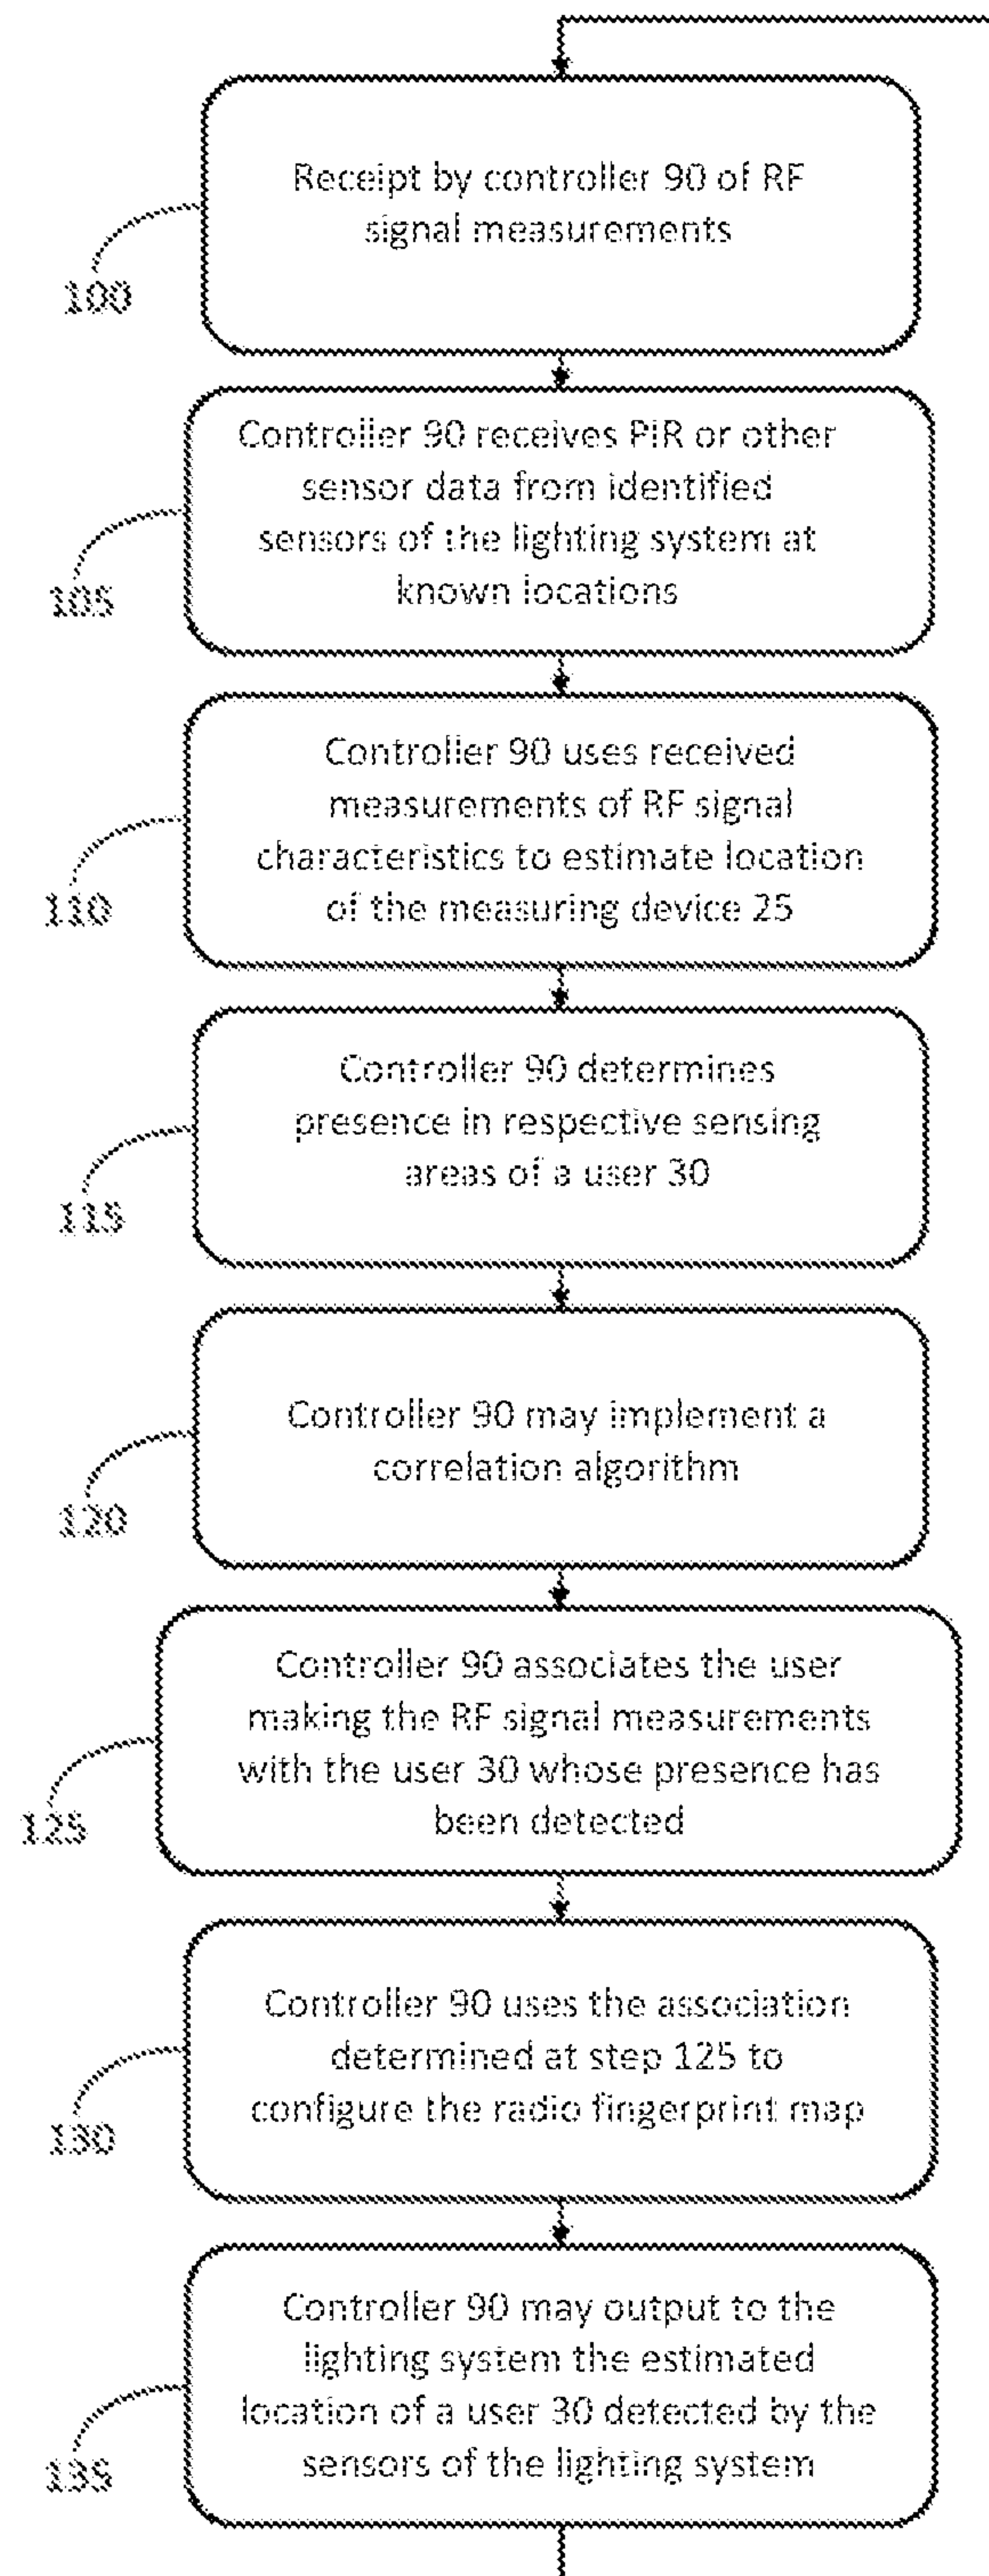 Receipt by controller 90 of RF
signal measurements
100
Controller 90 receives PIR or other
sensor data from identified
sensors of the lighting system at
known locations
105
Controller 90 uses received
measurements of RF signal
characteristics to estimate location
of the measuring device 25
110
Controller 90 determines
presence in respective sensing
areas of a user 30
115
Controller 90 may implement a
correlation algorithm
120
Controller 90 associates the user
making the RF signal measurements
with the user 30 whose presence has
been detected
125
Controller 90 uses the association
determined at step 125 to
configure the radio fingerprint map
130
Controller 90 may output to the
lighting system the estimated
location of a user 30 detected by the
sensors of the lighting system
135